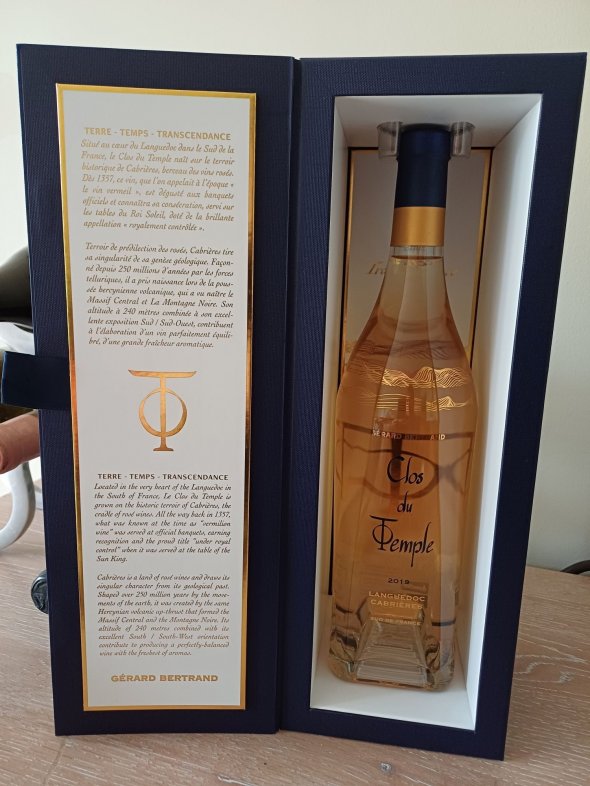 TERRE - TEMPS - TRANSCENDANCE
Situé au cœur du Languedoc dans le Sud de la
France, le Clos du Temple naît sur le terroir
historique de Cabrières, berceau des vins rosés.
Dès 1357, ce vin, que l'on appelait à l'époque «
le vin vermeil », est dégusté aux banquets
officiels et connaîtra sa consécration, servi sur
les tables du Roi Soleil, doté de la brillante
appellation « royalement contrôlée ».
Terroir de prédilection des rosés, Cabrières tire
sa singularité de sa genèse géologique. Façon-
né depuis 250 millions d'années par les forces
telluriques, il a pris naissance lors de la pous-
sée hercynienne volcanique, qui a vu naître le
Massif Central et La Montagne Noire. Son
altitude à 240 mètres combinée à son excel-
lente exposition Sud / Sud-Ouest, contribuent
à l'élaboration d'un vin parfaitement équili-
bré, d'une grande fraîcheur aromatique.
TERRE - TEMPS - TRANSCENDANCE
Located in the very heart of the Languedoc in
the South of France, Le Clos du Temple is
grown on the historic terroir of Cabrières, the
cradle of rosé wines. All the way back in 1357,
what was known at the time as "vermilion
wine" was served at official banquets, earning
recognition and the proud title "under royal
control" when it was served at the table of the
Sun King.
Cabrières is a land of rosé wines and draws its
singular character from its geological past.
Shaped over 250 million years by the move-
ments of the earth, it was created by the same
Hercynian volcanic up-thrust that formed the
Massif Central and the Montagne Noire. Its
altitude of 240 metres combined with its
excellent South / South-West orientation
contribute to producing a perfectly-balanced
wine with the freshest of aromas.
GÉRARD BERTRAND
GÉRARD BERTRAND
Clos
du
Temple
2019
LANGUEDOC
CABRIÈRES
SUD DE FRANCE